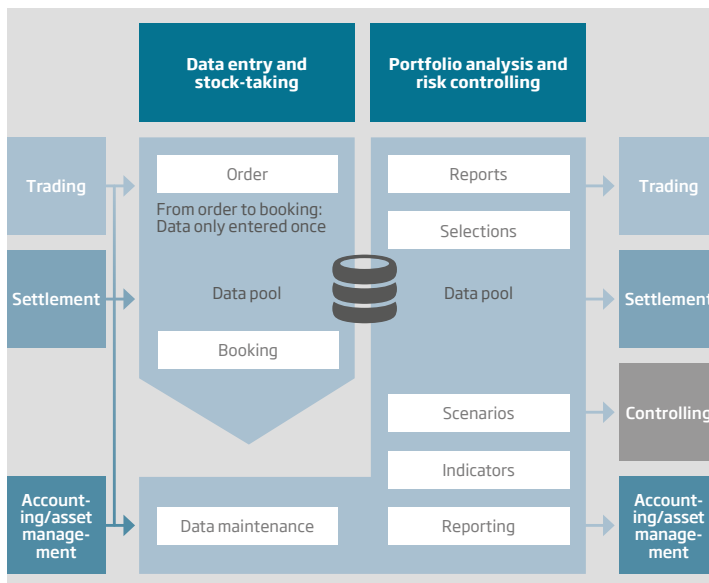 Data entry and
stock-taking
Portfolio analysis and
risk controlling
Trading
Order
From order to booking:
Data only entered once
Reports
Selections
Trading
Settlement
Data pool
Data pool
Settlement
Booking
Scenarios
Controlling
Indicators
Account-
ing/asset
manage-
ment
Data maintenance
Reporting
Account-
ing/asset
manage-
ment